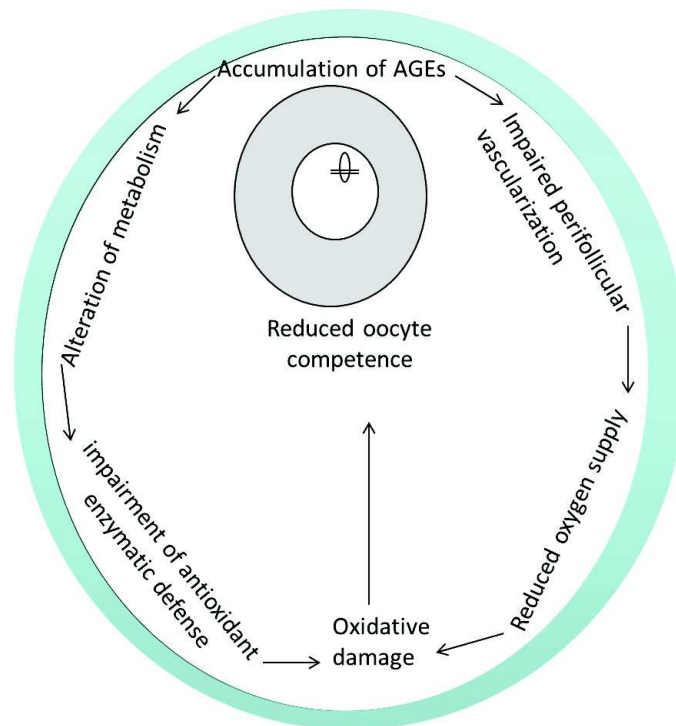 Accumulation of AGEs
Alteration of metabolism
Impaired perifollicular
vascularization
Reduced oocyte
competence
impairment of antioxidant
enzymatic defense
Reduced oxygen supply
Oxidative
damage